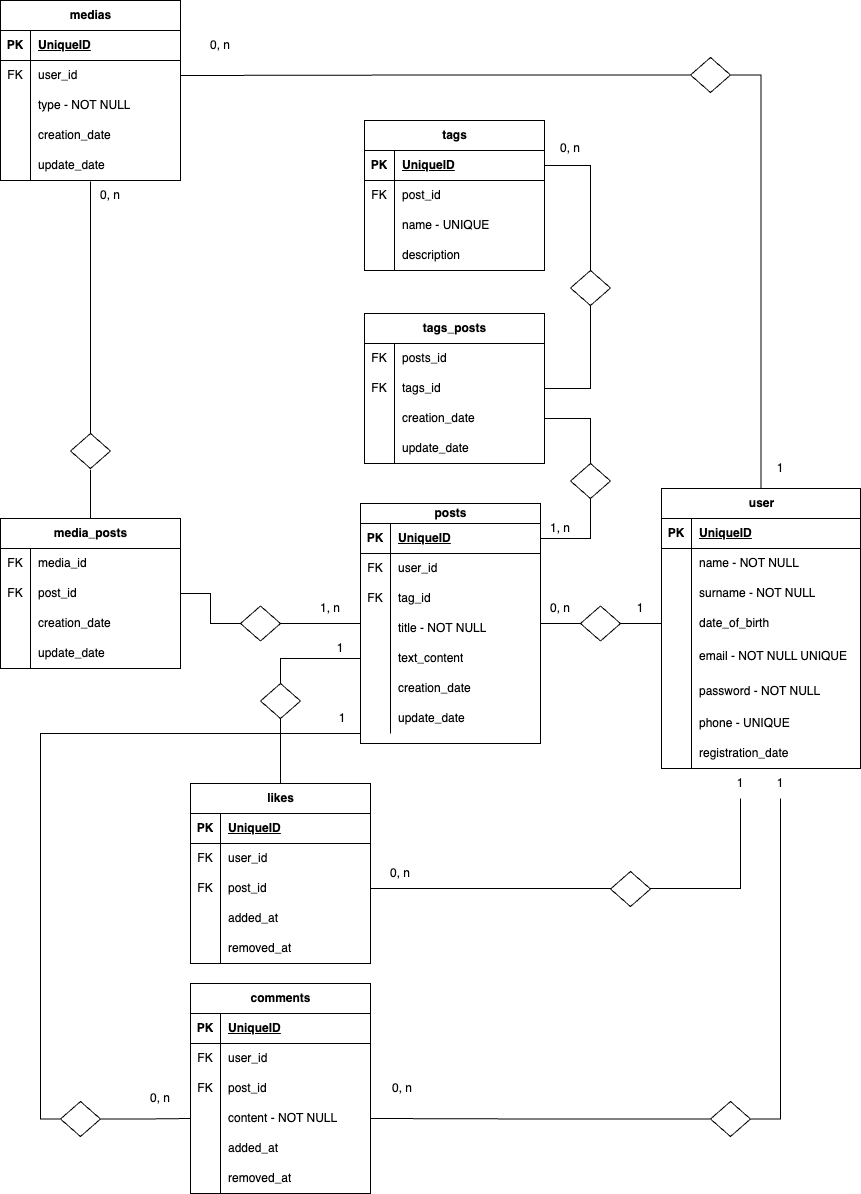 medias
PK UniqueID
FK user_id
type - NOT NULL
creation_date
update_date
0, n
0, n
tags
PK UniqueID
FK post_id
name - UNIQUE
description
0, n
tags_posts
FK posts_id
FK tags_id
creation_date
update_date
media_posts
FK media_id
FK post_id
creation_date
update_date
posts
PK UniqueID
FK user_id
FK tag_id
title - NOT NULL
text_content
creation_date
update_date
1, n
1, n
1
1
0, n
1
1
user
PK UniqueID
name - NOT NULL
surname - NOT NULL
date_of_birth
email - NOT NULL UNIQUE
password - NOT NULL
phone - UNIQUE
registration_date
1
1
likes
PK UniqueID
FK user_id
FK post_id
added_at
removed_at
0, n
comments
PK UniqueID
FK user_id
FK post_id
content - NOT NULL
added_at
removed_at
0, n
0, n